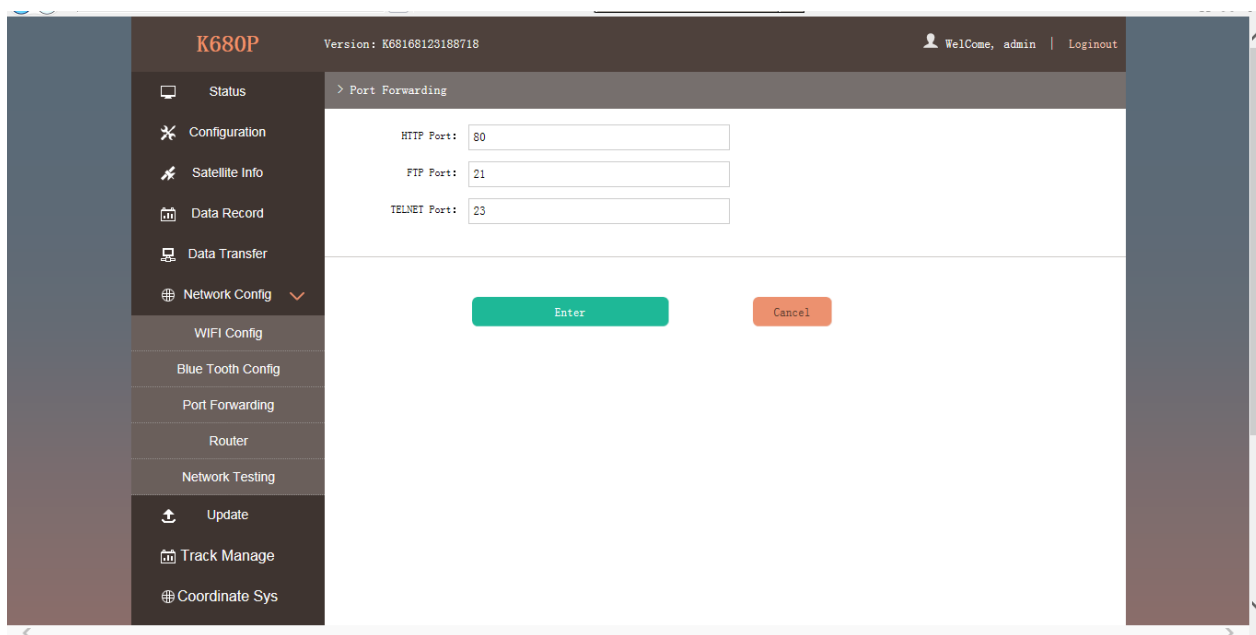 K680P
Version: K68168123188718
WelCome, admin | Loginout
Status
Configuration
Satellite Info
Data Record
Data Transfer
Network Config
WIFI Config
Blue Tooth Config
Port Forwarding
Router
Network Testing
Update
Track Manage
Coordinate Sys
> Port Forwarding
HTTP Port: 80
FTP Port: 21
TELNET Port: 23
Enter
Cancel